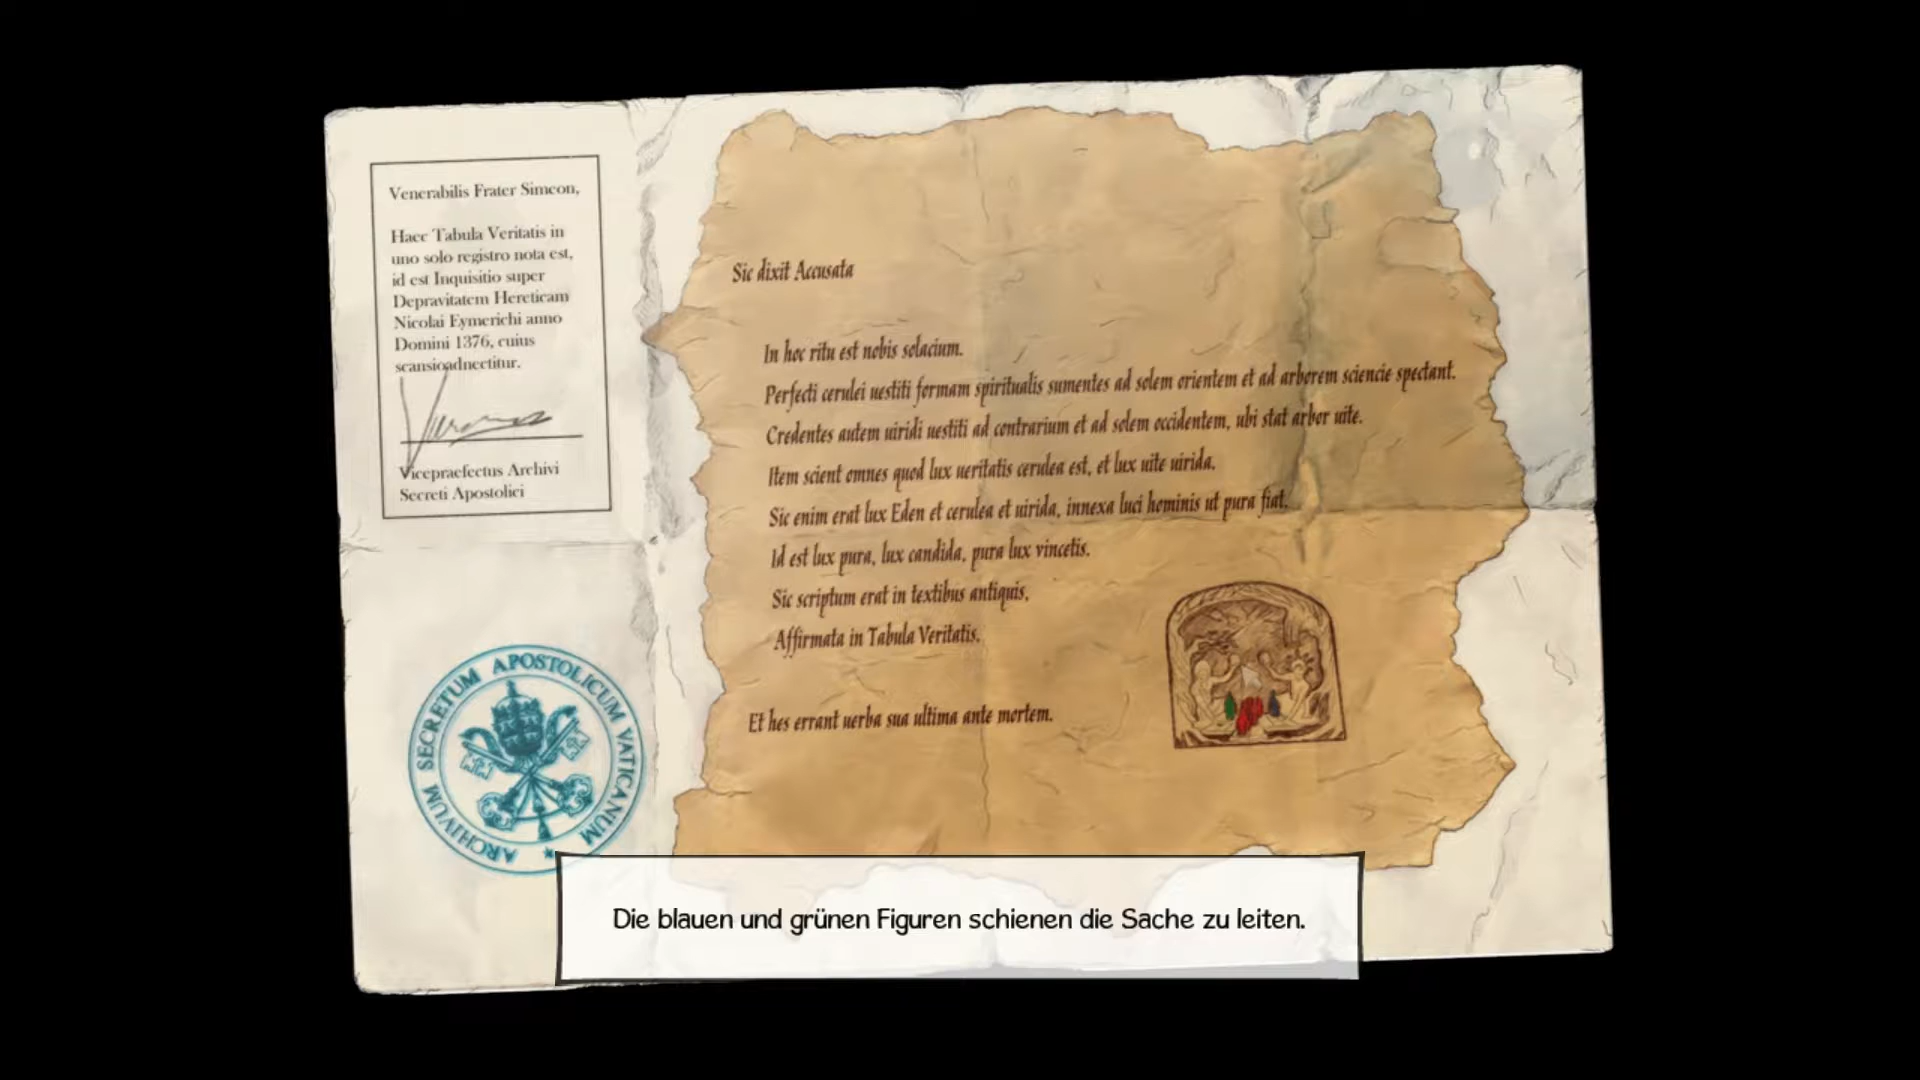 Venerabilis Frater Simeon,
Haec Tabula Veritatis in
uno solo registro nota est,
id est Inquisitio super
Depravitatem Hereticam
Nicolai Eymerichi anno
Domini 1376, cuius
scansioadnectitur.
Vicepraefectus Archivi
Secreti Apostolici
ARCHIVUM SECRETUM APOSTOLICUM VATICANUM
Sic dixit Accusata
In hoc ritu est nobis solacium.
Perfecti cerulei uestiti formam spiritualis sumentes ad solem orientem et ad arborem sciencie spectant.
Credentes autem uiridi uestiti ad contrarium et ad solem occidentem, ubi stat arbor uite.
Item scient omnes quod lux ueritatis cerulea est, et lux uite uirida.
Sic enim erat lux Eden et cerulea et uirida, innexa luci hominis ut pura fiat.
Id est lux pura, lux candida, pura lux vincetis.
Sic scriptum erat in textibus antiquis,
Affirmata in Tabula Veritatis.
Et hes errant uerba sua ultima ante mortem.
Die blauen und grünen Figuren schienen die Sache zu leiten.